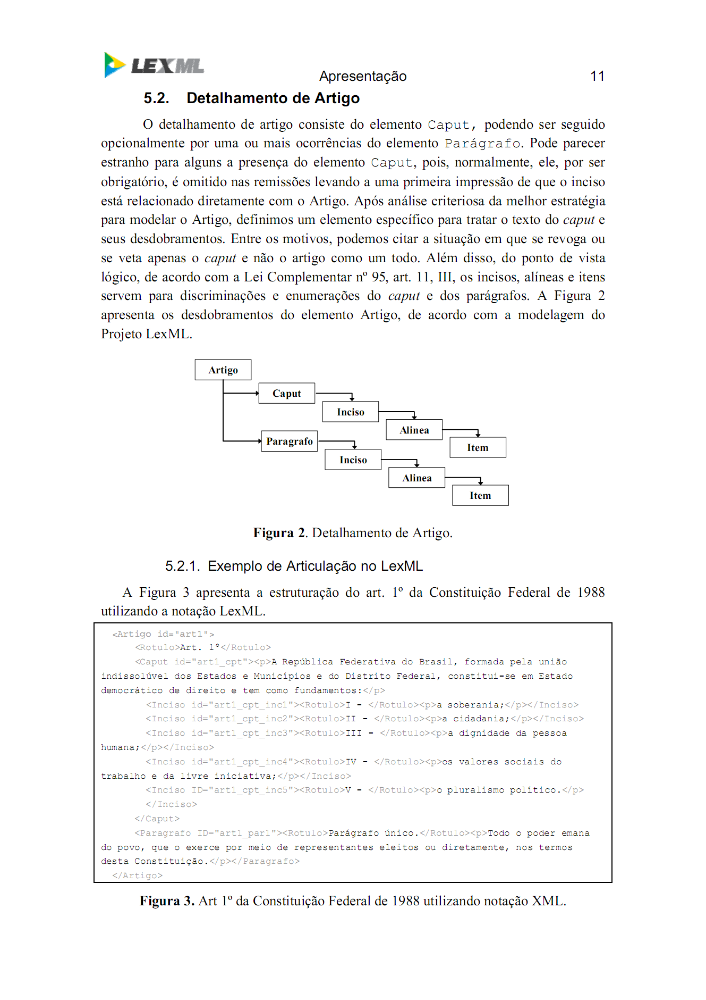 LEXML
Apresentação 11
5.2. Detalhamento de Artigo
O detalhamento de artigo consiste do elemento Caput, podendo ser seguido
opcionalmente por uma ou mais ocorrências do elemento Parágrafo. Pode parecer
estranho para alguns a presença do elemento Caput, pois, normalmente, ele, por ser
obrigatório, é omitido nas remissões levando a uma primeira impressão de que o inciso
está relacionado diretamente com o Artigo. Após análise criteriosa da melhor estratégia
para modelar o Artigo, definimos um elemento específico para tratar o texto do caput e
seus desdobramentos. Entre os motivos, podemos citar a situação em que se revoga ou
se veta apenas o caput e não o artigo como um todo. Além disso, do ponto de vista
lógico, de acordo com a Lei Complementar nº 95, art. 11, III, os incisos, alíneas e itens
servem para discriminações e enumerações do caput e dos parágrafos. A Figura 2
apresenta os desdobramentos do elemento Artigo, de acordo com a modelagem do
Projeto LexML.
Artigo
Caput
Inciso
Alinea
Item
Paragrafo
Inciso
Alinea
Item
Figura 2. Detalhamento de Artigo.
5.2.1. Exemplo de Articulação no LexML
A Figura 3 apresenta a estruturação do art. 1º da Constituição Federal de 1988
utilizando a notação LexML.
<Artigo id="art1">
<Rotulo>Art. 1°</Rotulo>
<Caput id="art1_cpt"><p>A República Federativa do Brasil, formada pela união
indissolúvel dos Estados e Municípios e do Distrito Federal, constitui-se em Estado
democrático de direito e tem como fundamentos:</p>
<Inciso id="art1_cpt_inc1"><Rotulo>I - </Rotulo><p>a soberania;</p></Inciso>
<Inciso id="art1_cpt_inc2"><Rotulo>II - </Rotulo><p>a cidadania;</p></Inciso>
<Inciso id="art1_cpt_inc3"><Rotulo>III - </Rotulo><p>a dignidade da pessoa
humana;</p></Inciso>
<Inciso id="art1_cpt_inc4"><Rotulo>IV - </Rotulo><p>os valores sociais do
trabalho e da livre iniciativa;</p></Inciso>
<Inciso ID="art1_cpt_inc5"><Rotulo>V - </Rotulo><p>o pluralismo político.</p>
</Inciso>
</Caput>
<Paragrafo ID="art1_par1"><Rotulo>Parágrafo único.</Rotulo><p>Todo o poder emana
do povo, que o exerce por meio de representantes eleitos ou diretamente, nos termos
desta Constituição.</p></Paragrafo>
</Artigo>
Figura 3. Art 1º da Constituição Federal de 1988 utilizando notação XML.